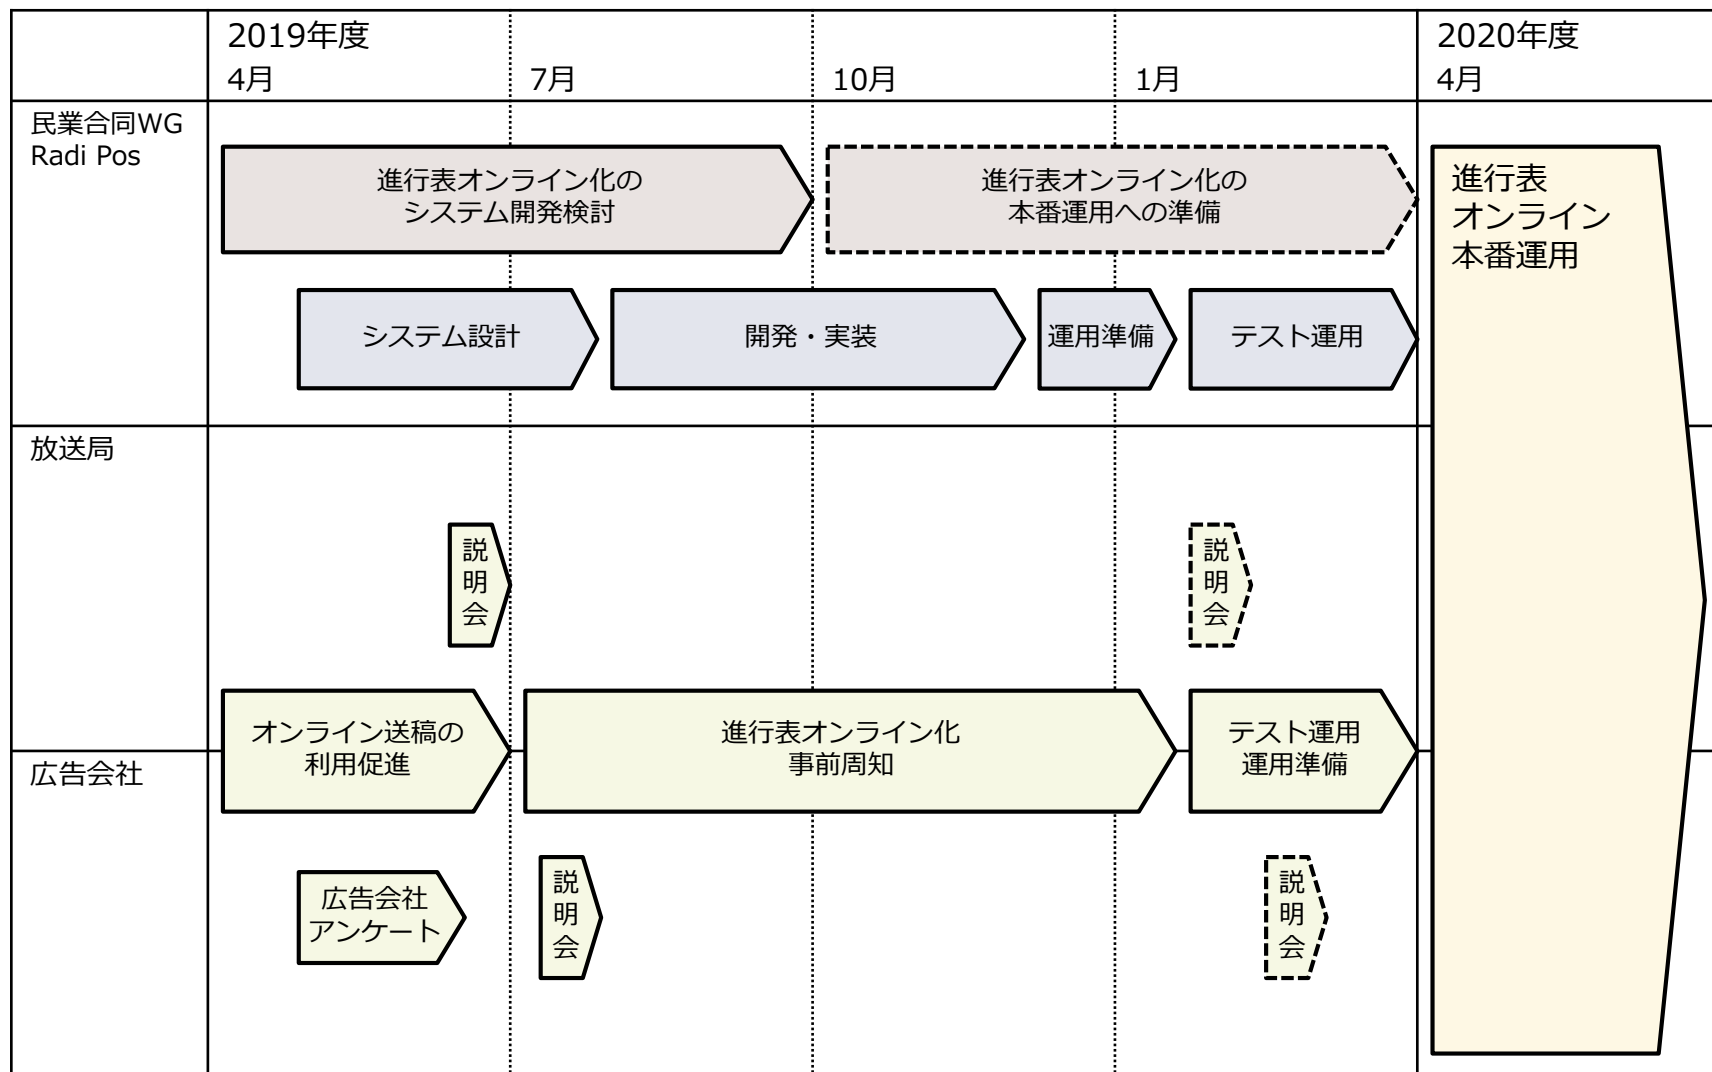 2019年度
2020年度
4月
7月
10月
1月
4月
民業合同WG
Radi Pos
進行表オンライン化の
システム開発検討
進行表オンライン化の
本番運用への準備
進行表
オンライン
本番運用
システム設計
開発・実装
運用準備
テスト運用
放送局
説
明
会
説
明
会
オンライン送稿の
利用促進
進行表オンライン化
事前周知
テスト運用
運用準備
広告会社
広告会社
アンケート
説
明
会
説
明
会